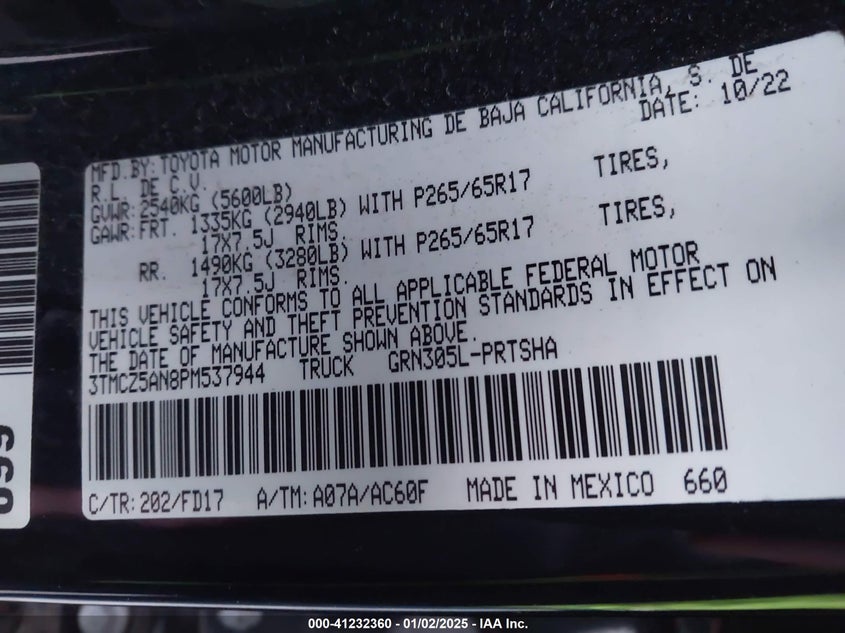 MFD.BY:TOYOTA MOTOR MANUFACTURING DE BAJA CALIFORNIA, S. DE
R.L. DE C.V. DATE: 10/22
GVWR:2540KG (5600LB)
GAWR:FRT. 1335KG (2940LB) WITH P265/65R17 TIRES,
17X7.5J RIMS.
RR. 1490KG (3280LB) WITH P265/65R17 TIRES,
17X7.5J RIMS.
THIS VEHICLE CONFORMS TO ALL APPLICABLE FEDERAL MOTOR
VEHICLE SAFETY AND THEFT PREVENTION STANDARDS IN EFFECT ON
THE DATE OF MANUFACTURE SHOWN ABOVE.
3TMCZ5AN8PM537944 TRUCK GRN305L-PRTSHA
C/TR:202/FD17 A/TM:A07A/AC60F MADE IN MEXICO 660
000-41232360 — 01/02/2025 — IAA Inc.